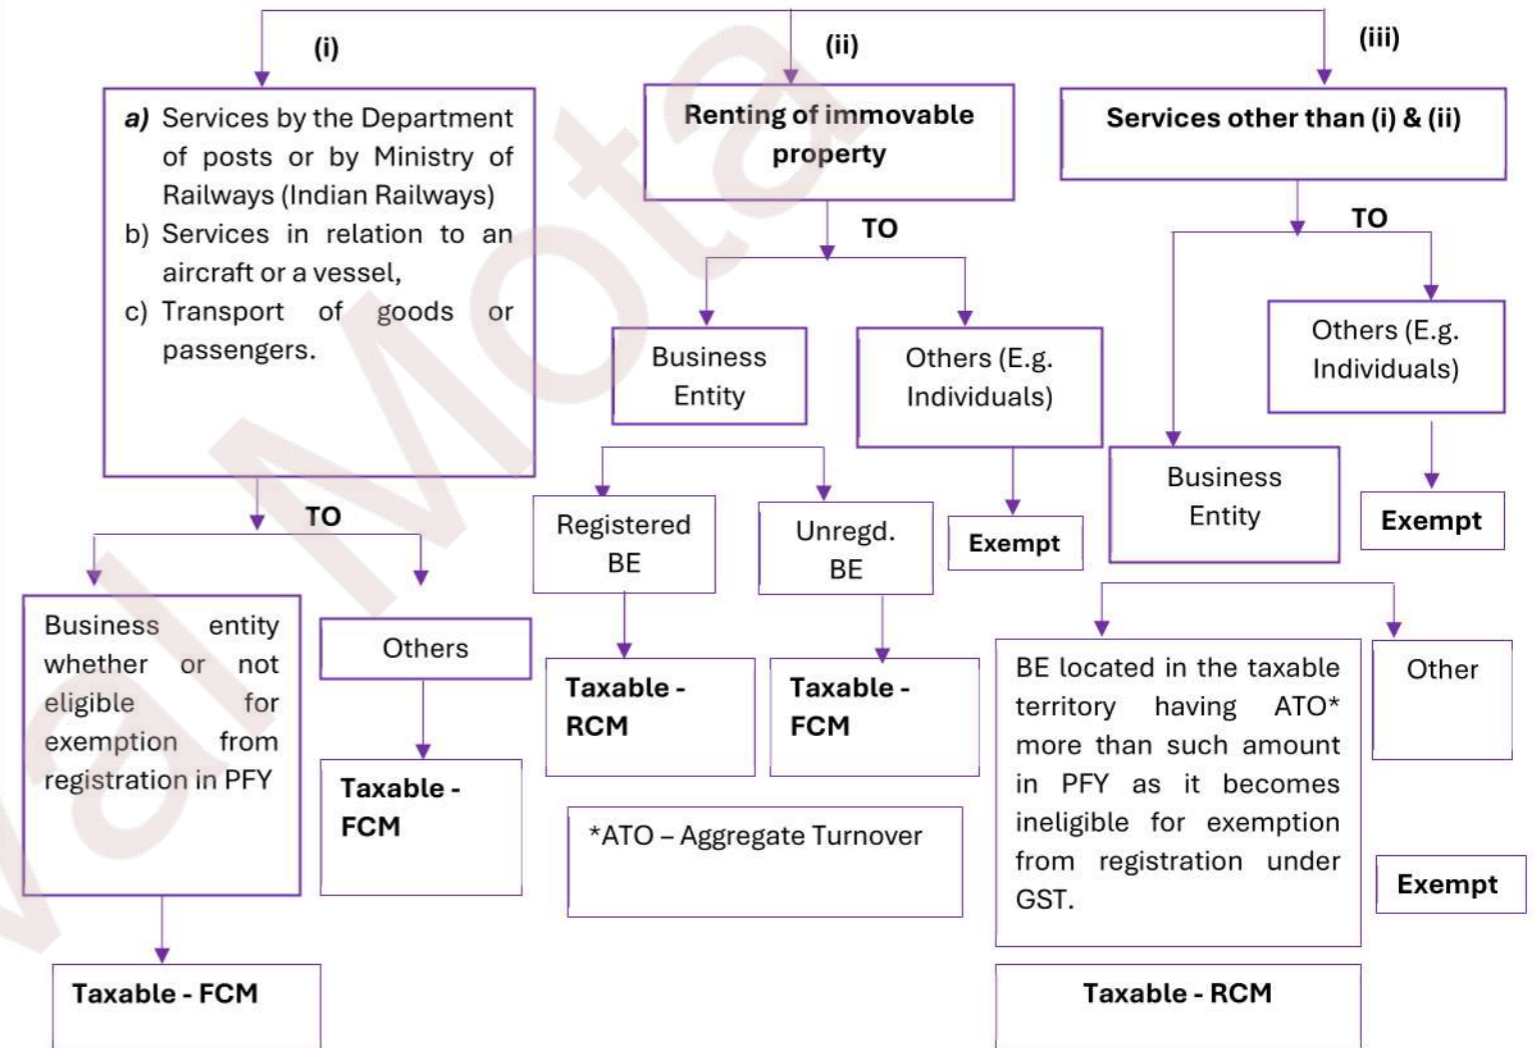 (i)
(ii)
(iii)
a) Services by the Department
of posts or by Ministry of
Railways (Indian Railways)
b) Services in relation to an
aircraft or a vessel,
c) Transport of goods or
passengers.
Renting of immovable
property
Services other than (i) & (ii)
TO
TO
TO
Business
Entity
Others (E.g.
Individuals)
Others (E.g.
Individuals)
Business
Entity
Exempt
Registered
BE
Unregd.
BE
Exempt
Business entity
whether or not
eligible for
exemption from
registration in PFY
Others
Taxable -
FCM
Taxable -
RCM
Taxable -
FCM
BE located in the taxable
territory having ATO*
more than such amount
in PFY as it becomes
ineligible for exemption
from registration under
GST.
Other
*ATO – Aggregate Turnover
Exempt
Taxable - FCM
Taxable - RCM
val Mota